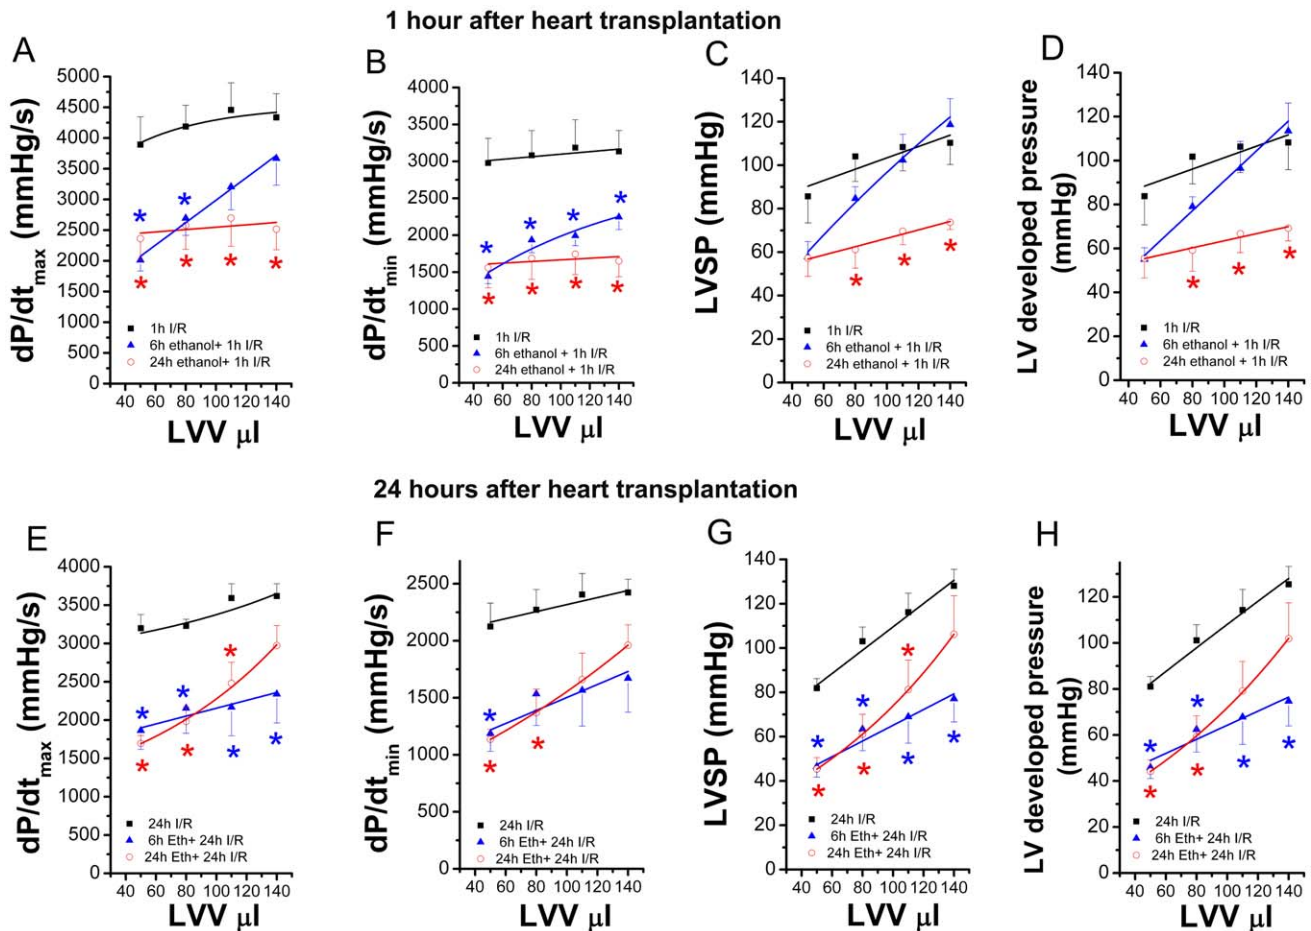 1 hour after heart transplantation
A
dP/dt max (mmHg/s)
5000
4500
4000
3500
3000
2500
2000
1500
1000
500
0
*
*
*
*
*
*
1h I/R
6h ethanol+ 1h I/R
24h ethanol+ 1h I/R
40 60 80 100 120 140
LVV μl
B
dP/dt min (mmHg/s)
4000
3500
3000
2500
2000
1500
1000
500
0
*
*
*
*
*
*
*
*
1h I/R
6h ethanol + 1h I/R
24h ethanol + 1h I/R
40 60 80 100 120 140
LVV μl
C
LVSP (mmHg)
140
120
100
80
60
40
20
0
*
*
*
1h I/R
6h ethanol + 1h I/R
24h ethanol + 1h I/R
40 60 80 100 120 140
LVV μl
D
LV developed pressure
(mmHg)
140
120
100
80
60
40
20
0
*
*
*
1h I/R
6h ethanol + 1h I/R
24h ethanol + 1h I/R
40 60 80 100 120 140
LVV μl
24 hours after heart transplantation
E
dP/dt max (mmHg/s)
4000
3500
3000
2500
2000
1500
1000
500
0
*
*
*
*
*
*
*
24h I/R
6h Eth+ 24h I/R
24h Eth+ 24h I/R
40 60 80 100 120 140
LVV μl
F
dP/dt min (mmHg/s)
2500
2000
1500
1000
500
0
*
*
*
24h I/R
6h Eth+ 24h I/R
24h Eth+ 24h I/R
40 60 80 100 120 140
LVV μl
G
LVSP (mmHg)
140
120
100
80
60
40
20
0
*
*
*
*
*
*
*
24h I/R
6h Eth+ 24h I/R
24h Eth+ 24h I/R
40 60 80 100 120 140
LVV μl
H
LV developed pressure
(mmHg)
120
100
80
60
40
20
0
*
*
*
*
*
*
24h I/R
6h Eth+ 24h I/R
24h Eth+ 24h I/R
40 60 80 100 120 140
LVV μl